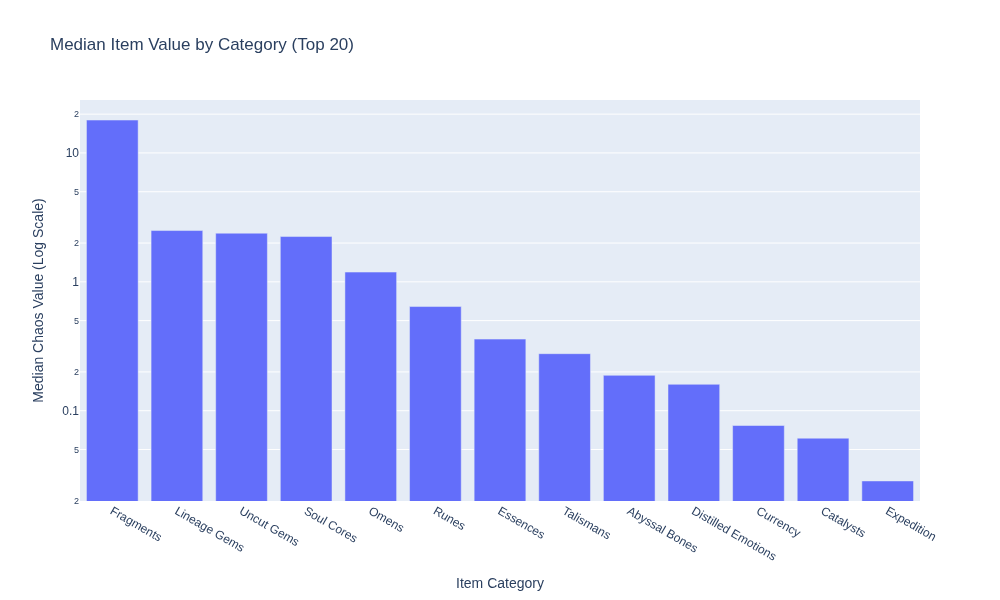 Median Item Value by Category (Top 20)
Median Chaos Value (Log Scale)
2
10
5
2
1
5
2
0.1
5
2
Fragments
Lineage Gems
Uncut Gems
Soul Cores
Omens
Runes
Essences
Talismans
Abyssal Bones
Distilled Emotions
Currency
Catalysts
Expedition
Item Category